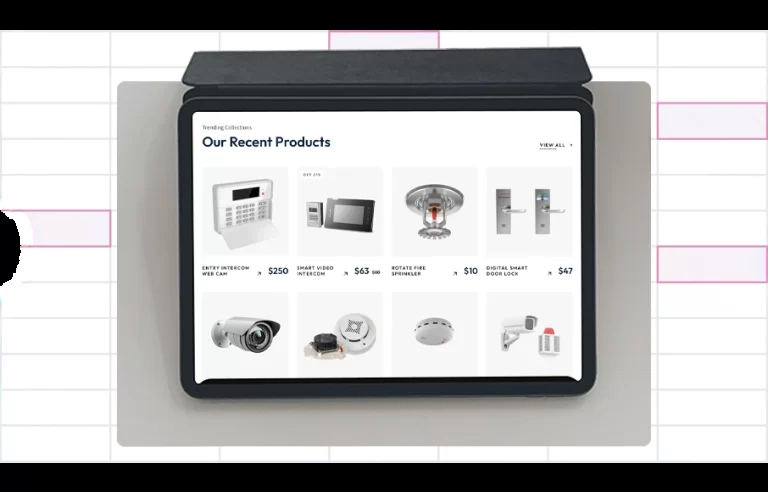 Trending Collections
Our Recent Products
VIEW ALL
ENTRY INTERCOM
WEB CAM
$250
SMART VIDEO
INTERCOM
$63
ROTATE FIRE
SPRINKLER
$10
DIGITAL SMART
DOOR LOCK
$47